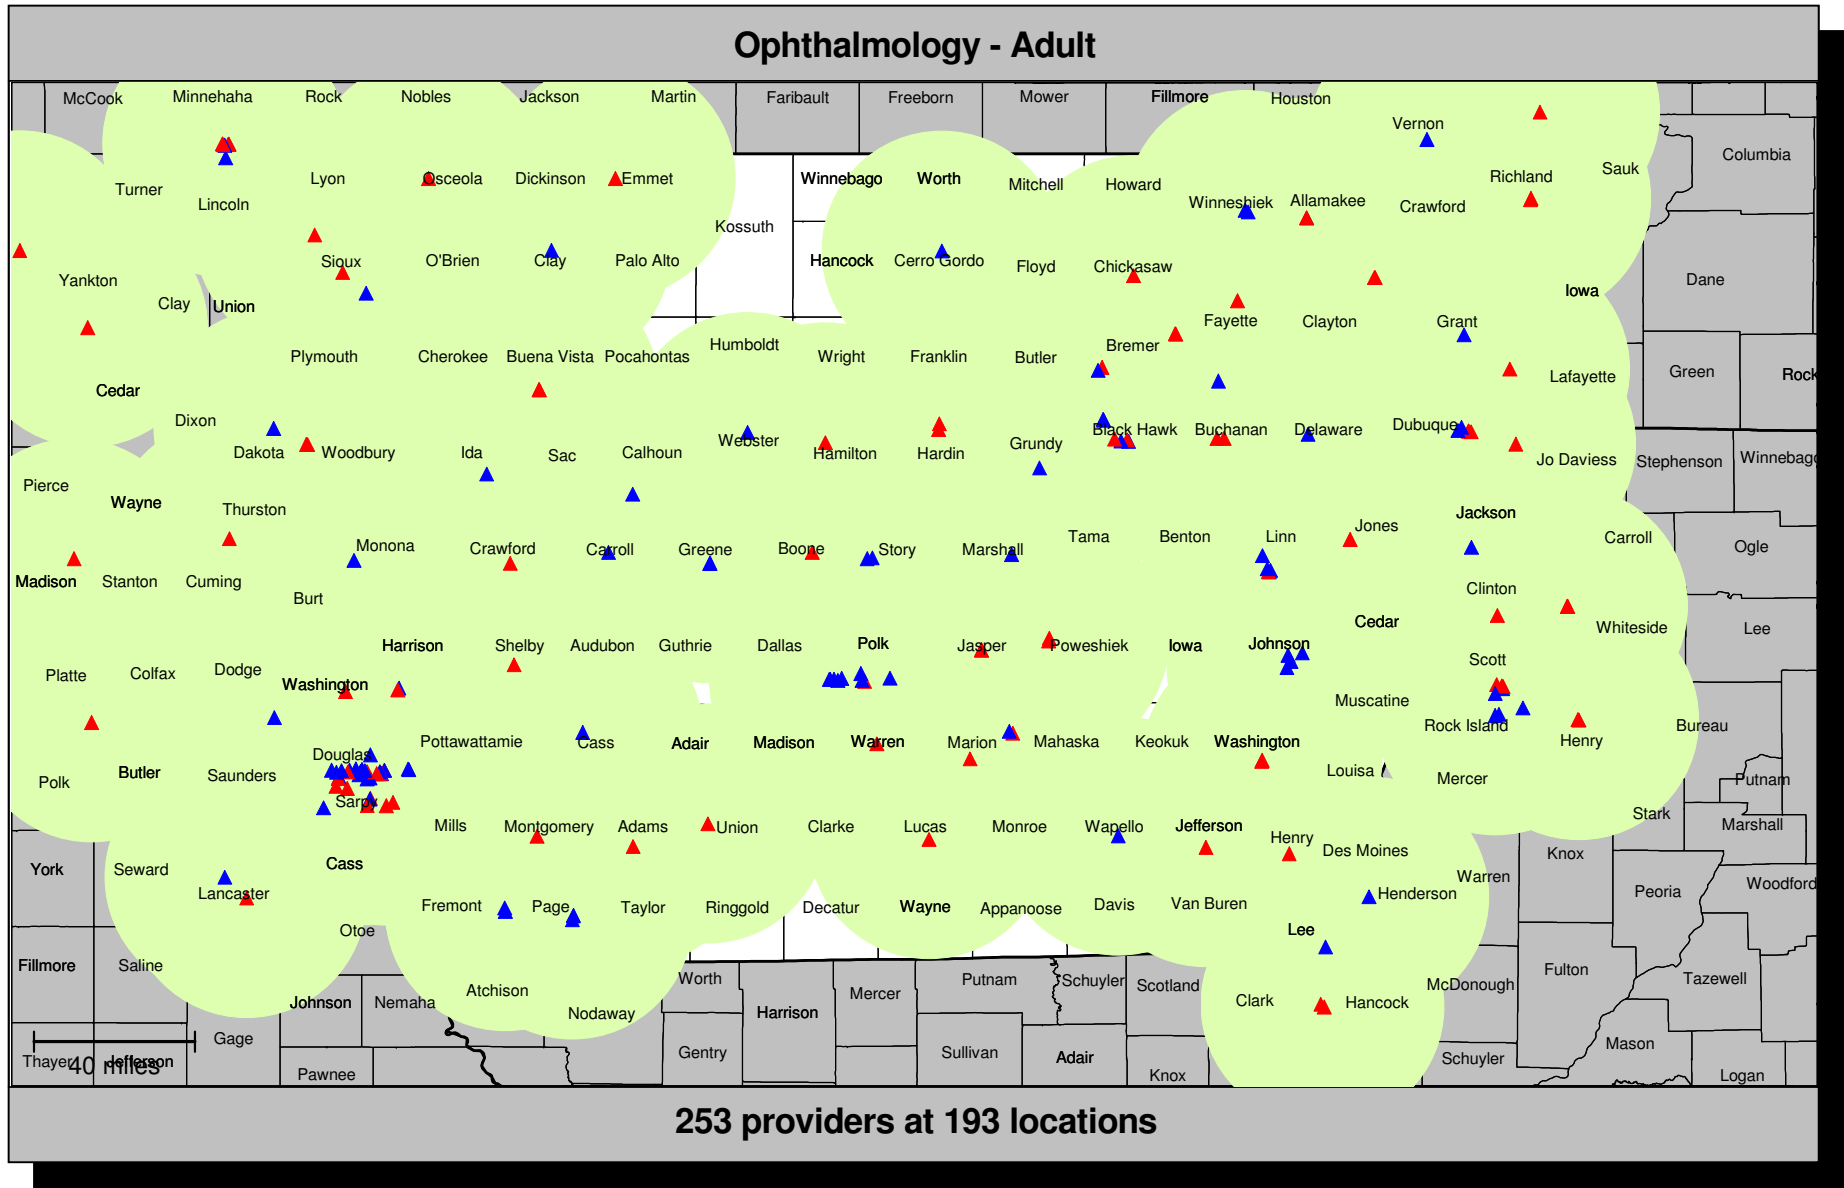 Ophthalmology - Adult
McCook Minnehaha Rock Nobles Jackson Martin Faribault Freeborn Mower Fillmore Houston
Vernon
Columbia
Turner Lincoln Lyon Osceola Dickinson Emmet Winnebago Worth Mitchell Howard Winneshiek Allamakee Crawford Richland Sauk
Kossuth
Yankton Clay Union Sioux O'Brien Clay Palo Alto Hancock Cerro Gordo Floyd Chickasaw Iowa Dane
Fayette Clayton Grant
Cedar Plymouth Cherokee Buena Vista Pocahontas Humboldt Wright Franklin Butler Bremer Lafayette Green Rock
Dixon Dakota Woodbury Ida Sac Calhoun Webster Hamilton Hardin Grundy Black Hawk Buchanan Delaware Dubuque Jo Daviess Stephenson Winnebago
Pierce Wayne Thurston Jackson
Madison Stanton Cuming Burt Monona Crawford Carroll Greene Boone Story Marshall Tama Benton Linn Jones Carroll Ogle
Clinton
Whiteside Lee
Platte Colfax Dodge Washington Harrison Shelby Audubon Guthrie Dallas Polk Jasper Poweshiek Iowa Johnson Cedar Scott
Muscatine Rock Island Henry Bureau
Polk Butler Saunders Douglas Sarpy Pottawattamie Cass Adair Madison Warren Marion Mahaska Keokuk Washington Louisa Mercer Putnam
Stark Marshall
Mills Montgomery Adams Union Clarke Lucas Monroe Wapello Jefferson Henry Des Moines Knox
York Seward Lancaster Cass Warren Peoria Woodford
Otoe Fremont Page Taylor Ringgold Decatur Wayne Appanoose Davis Van Buren Lee Henderson
Fillmore Saline Johnson Nemaha Atchison Nodaway Worth Harrison Mercer Putnam Schuyler Scotland Clark Hancock McDonough Fulton Tazewell
Thayer Jefferson Gage Pawnee Gentry Sullivan Adair Knox Schuyler Mason Logan
40 miles
253 providers at 193 locations